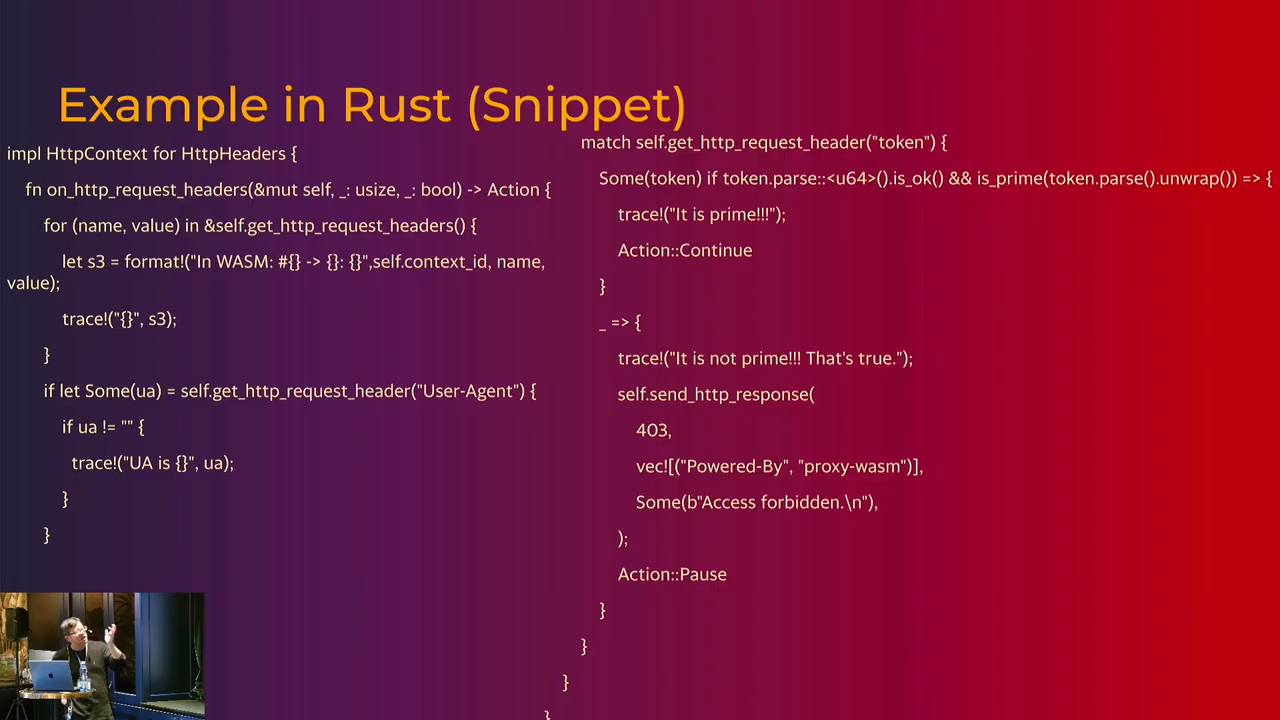 Example in Rust (Snippet)
impl HttpContext for HttpHeaders {
fn on_http_request_headers(&mut self, _: usize, _: bool) -> Action {
for (name, value) in &self.get_http_request_headers() {
let s3 = format!("In WASM: #{} -> {}: {}",self.context_id, name,
value);
trace!("{}", s3);
}
if let Some(ua) = self.get_http_request_header("User-Agent") {
if ua != "" {
trace!("UA is {}", ua);
}
}
match self.get_http_request_header("token") {
Some(token) if token.parse::<u64>().is_ok() && is_prime(token.parse().unwrap()) => {
trace!("It is prime!!!");
Action::Continue
}
_ => {
trace!("It is not prime!!! That's true.");
self.send_http_response(
403,
vec![("Powered-By", "proxy-wasm")],
Some(b"Access forbidden.\n"),
);
Action::Pause
}
}
}
}